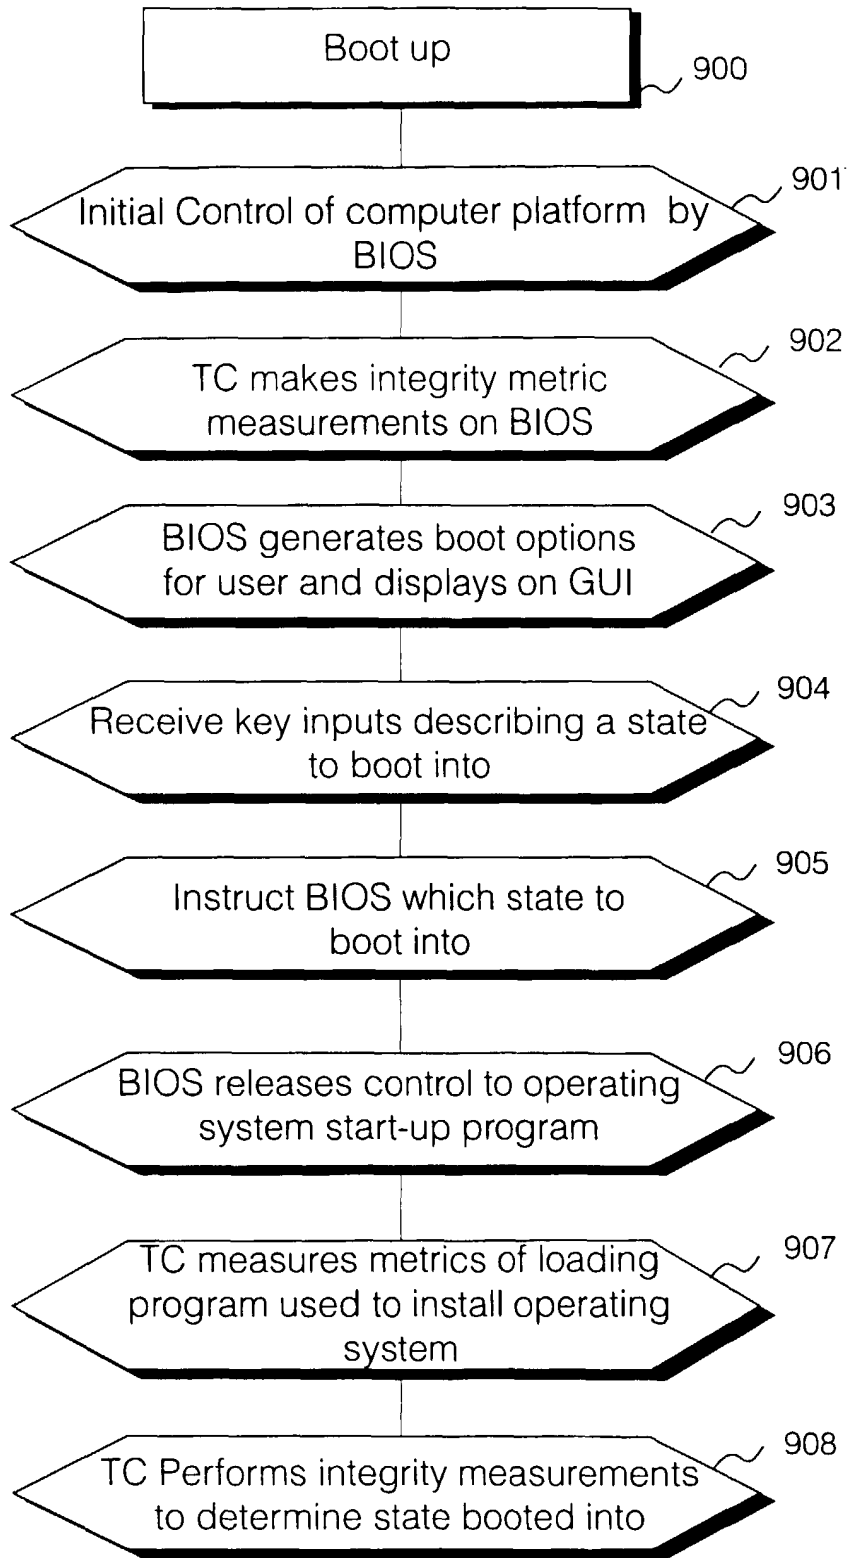 Boot up
900
901
Initial Control of computer platform by
BIOS
902
TC makes integrity metric
measurements on BIOS
903
BIOS generates boot options
for user and displays on GUI
904
Receive key inputs describing a state
to boot into
905
Instruct BIOS which state to
boot into
906
BIOS releases control to operating
system start-up program
907
TC measures metrics of loading
program used to install operating
system
908
TC Performs integrity measurements
to determine state booted into